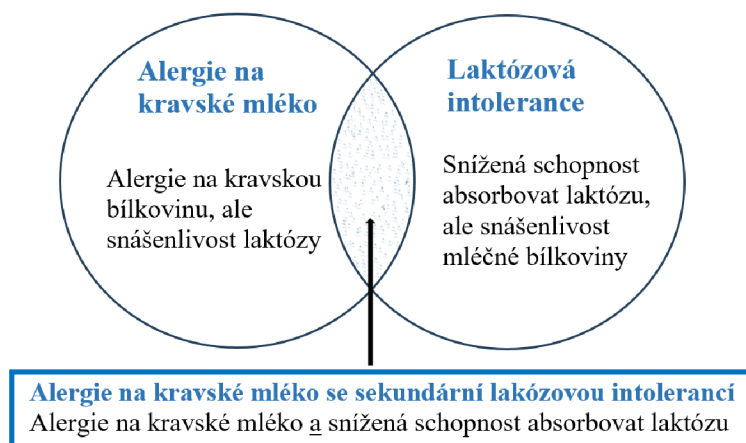 Alergie na
kravské mléko
Alergie na kravskou
bílkovinu, ale
snášenlivost laktózy
Laktózová
intolerance
Snížená schopnost
absorbovat laktózu,
ale snášenlivost
mléčné bílkoviny
Alergie na kravské mléko se sekundární lakózovou intolerancí
Alergie na kravské mléko a snížená schopnost absorbovat laktózu